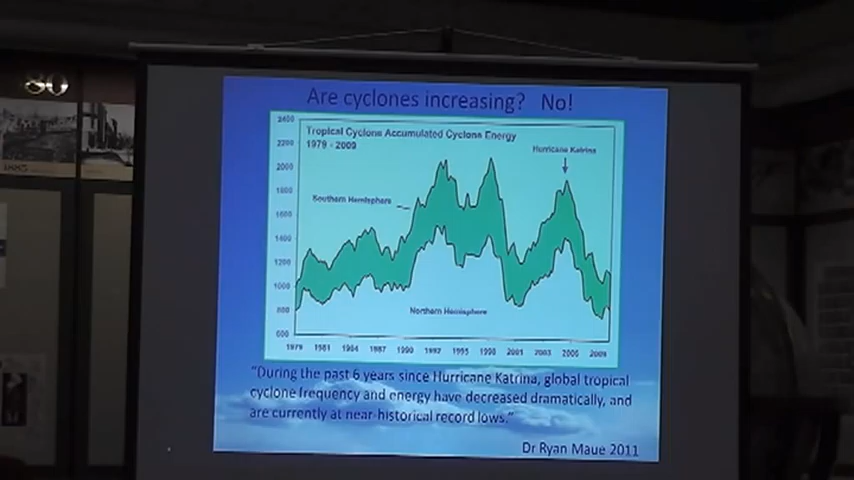 80
1885
Are cyclones increasing? No!
Tropical Cyclone Accumulated Cyclone Energy
1979 - 2009
Hurricane Katrina
Southern Hemisphere
Northern Hemisphere
2400
2200
2000
1800
1600
1400
1200
1000
800
600
1979 1981 1984 1987 1990 1992 1995 1998 2001 2003 2006 2009
"During the past 6 years since Hurricane Katrina, global tropical
cyclone frequency and energy have decreased dramatically, and
are currently at near-historical record lows."
Dr Ryan Maue 2011